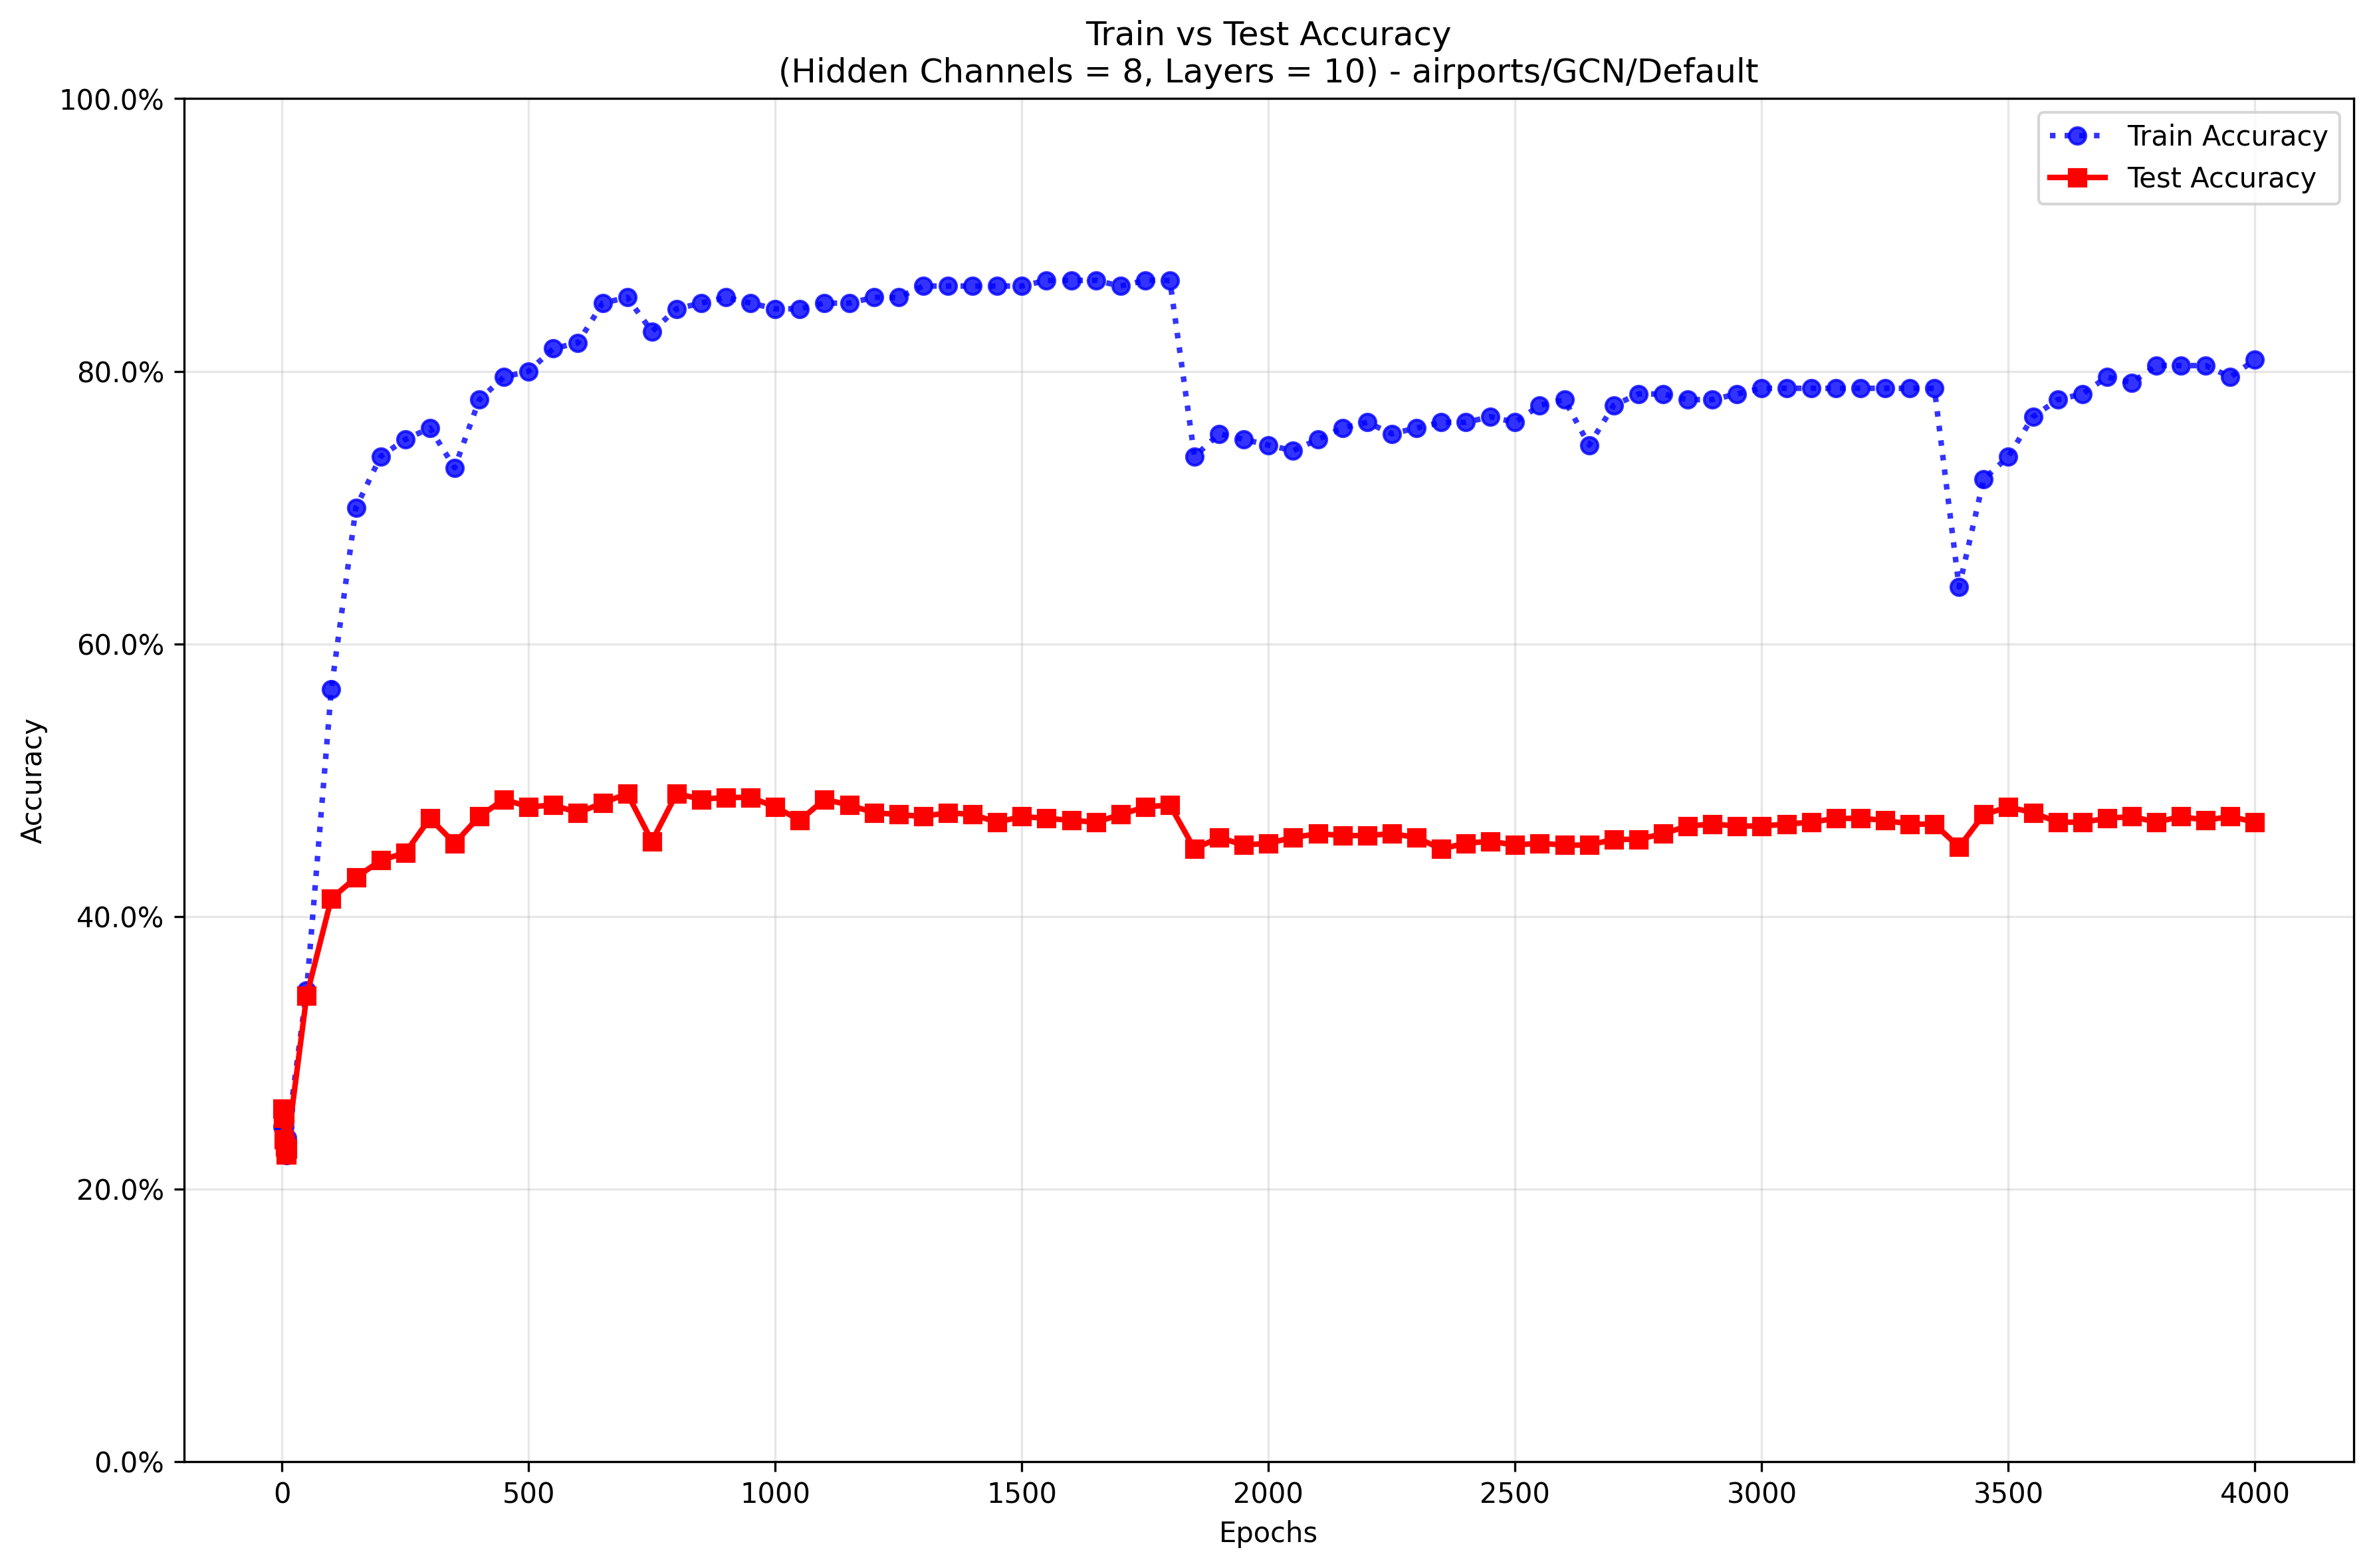 Train vs Test Accuracy
(Hidden Channels = 8, Layers = 10) - airports/GCN/Default
Train Accuracy
Test Accuracy
Accuracy
100.0%
80.0%
60.0%
40.0%
20.0%
0.0%
0 500 1000 1500 2000 2500 3000 3500 4000
Epochs